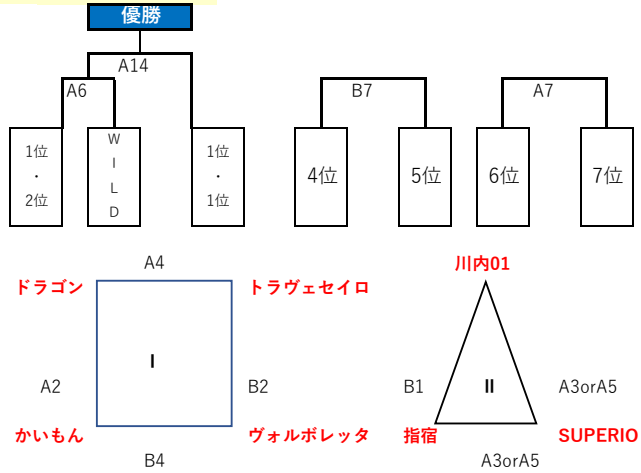 優勝
A14
A6
B7
A7
1位
・
2位
W
I
L
D
1位
・
1位
4位
5位
6位
7位
A4
川内01
ドラゴン
トラヴェセイロ
I
II
A2
B2
B1
A3orA5
かいもん
ヴォルボレッタ
指宿
SUPERIO
B4
A3orA5